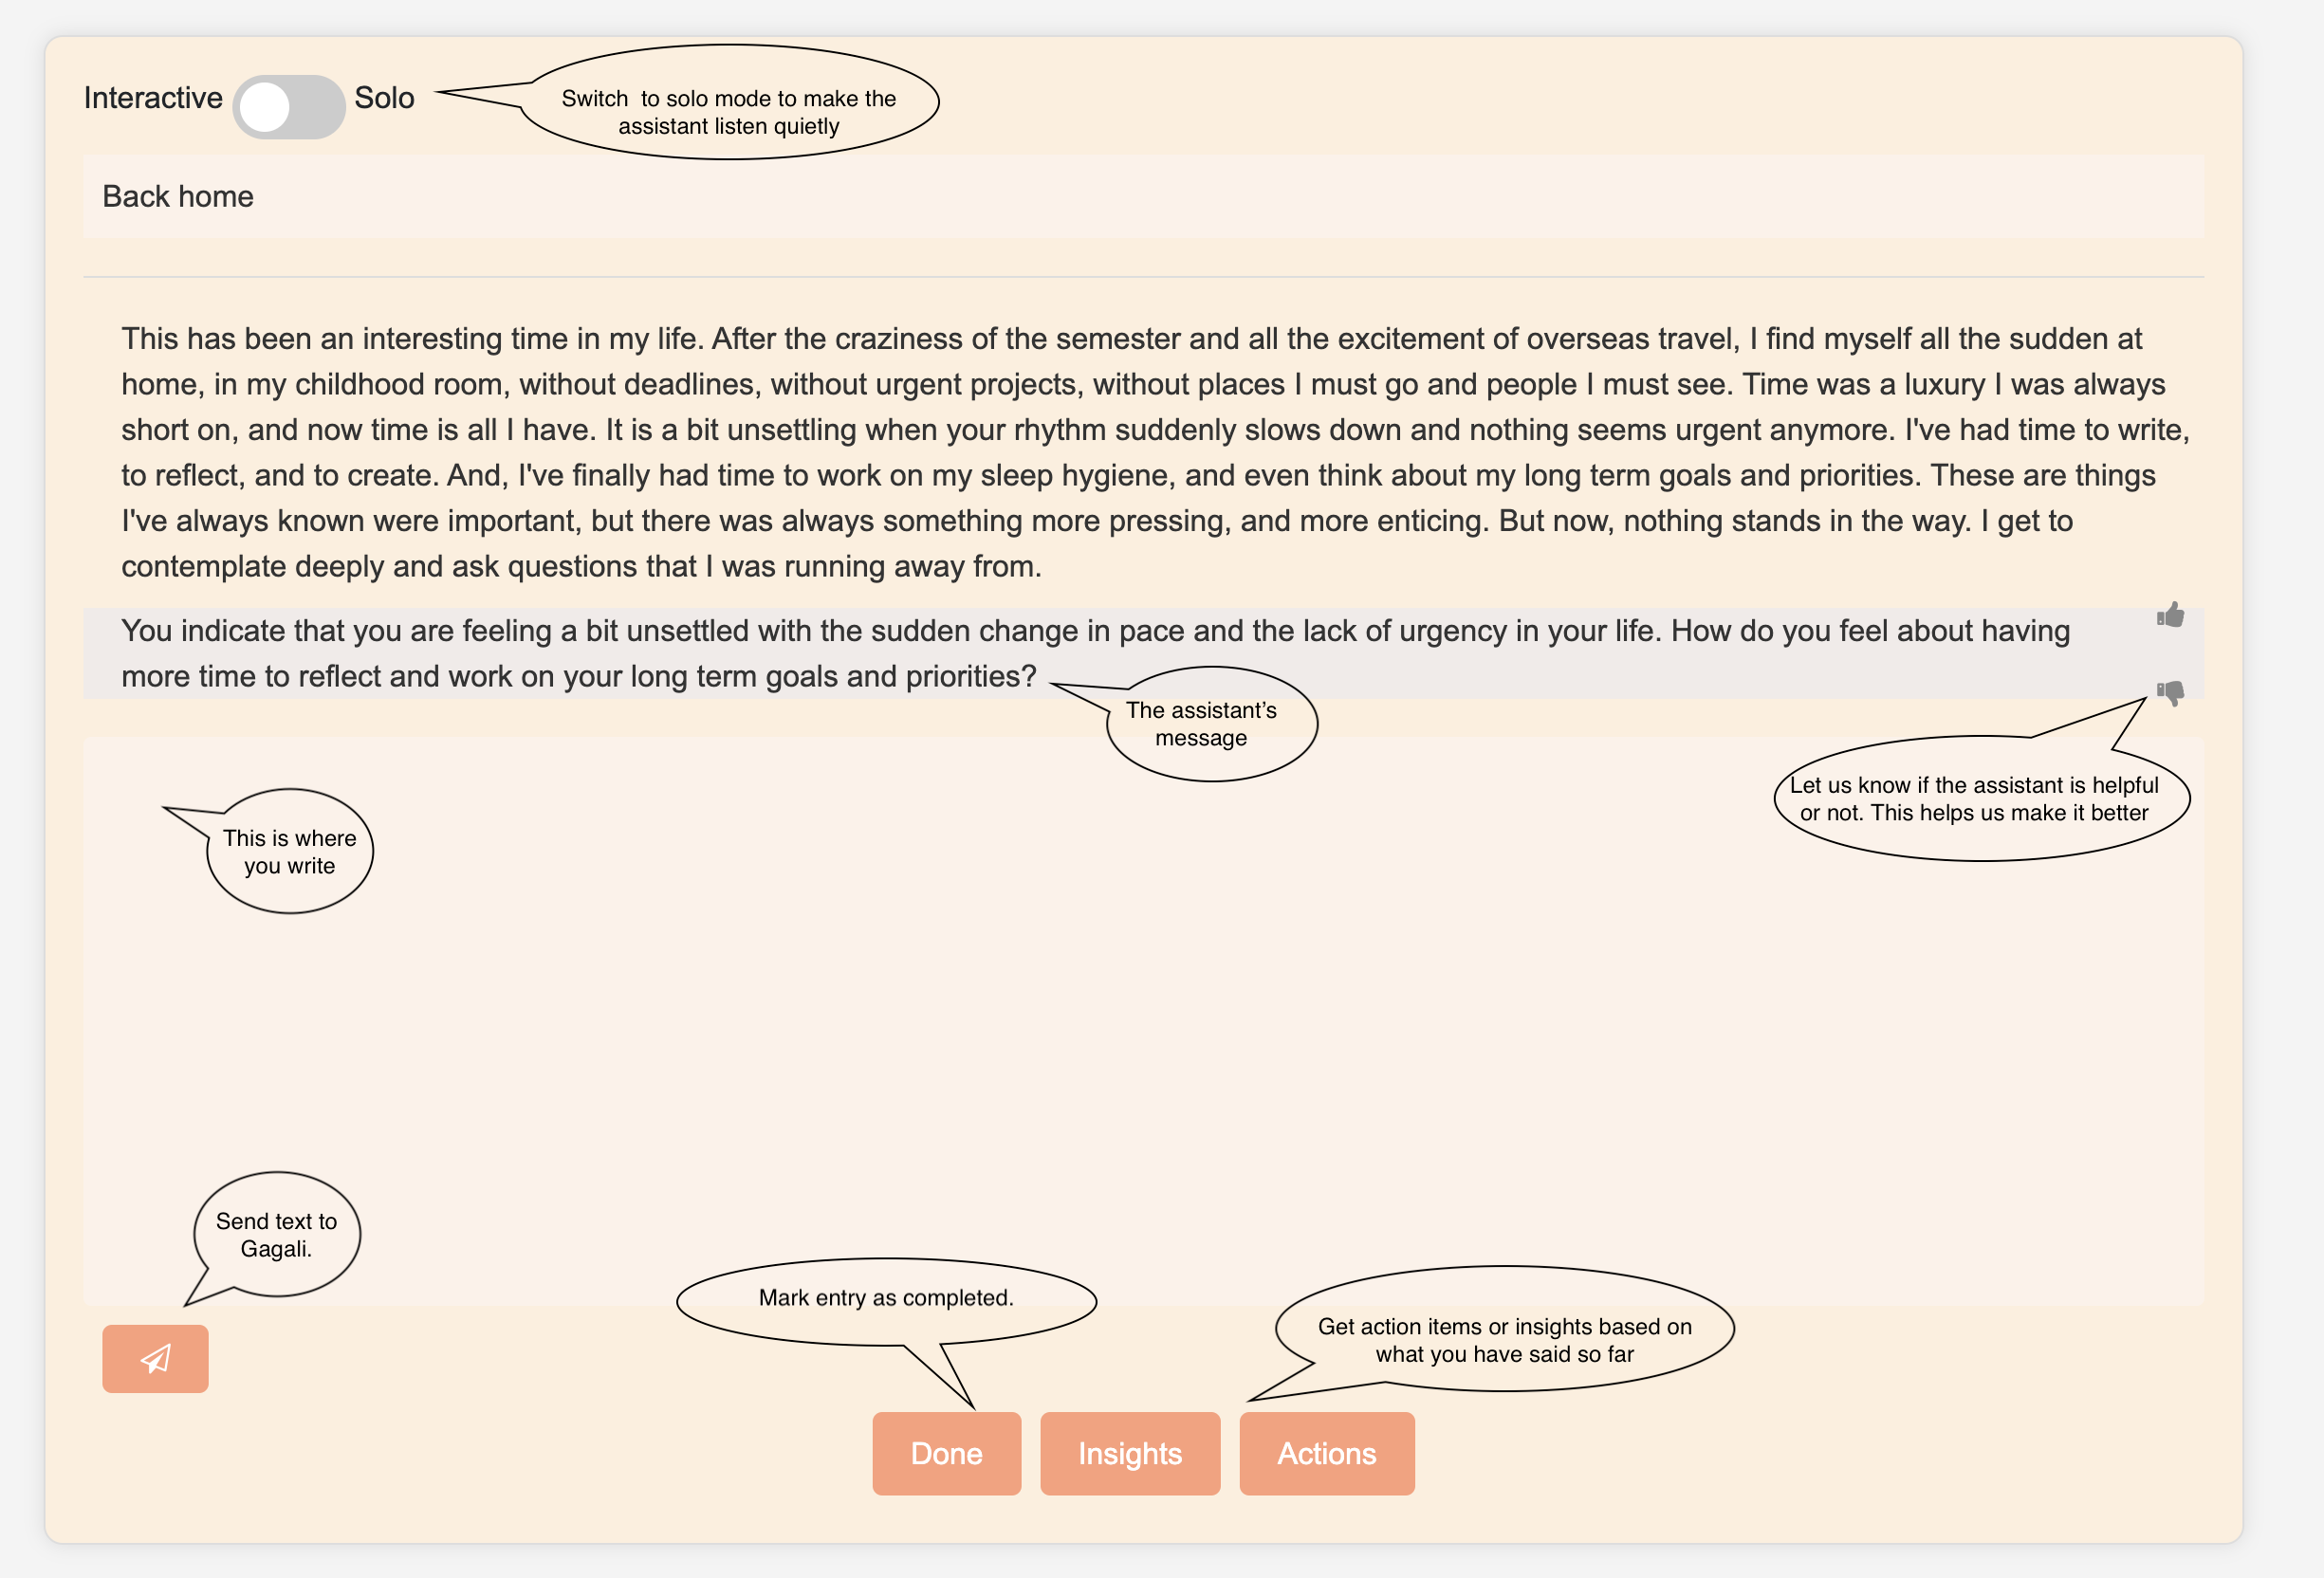 Interactive Solo
Switch  to solo mode to make the
assistant listen quietly
Back home
This has been an interesting time in my life. After the craziness of the semester and all the excitement of overseas travel, I find myself all the sudden at
home, in my childhood room, without deadlines, without urgent projects, without places I must go and people I must see. Time was a luxury I was always
short on, and now time is all I have. It is a bit unsettling when your rhythm suddenly slows down and nothing seems urgent anymore. I've had time to write,
to reflect, and to create. And, I've finally had time to work on my sleep hygiene, and even think about my long term goals and priorities. These are things
I've always known were important, but there was always something more pressing, and more enticing. But now, nothing stands in the way. I get to
contemplate deeply and ask questions that I was running away from.
You indicate that you are feeling a bit unsettled with the sudden change in pace and the lack of urgency in your life. How do you feel about having
more time to reflect and work on your long term goals and priorities?
The assistant’s
message
Let us know if the assistant is helpful
or not. This helps us make it better
This is where
you write
Send text to
Gagali.
Mark entry as completed.
Get action items or insights based on
what you have said so far
Done
Insights
Actions